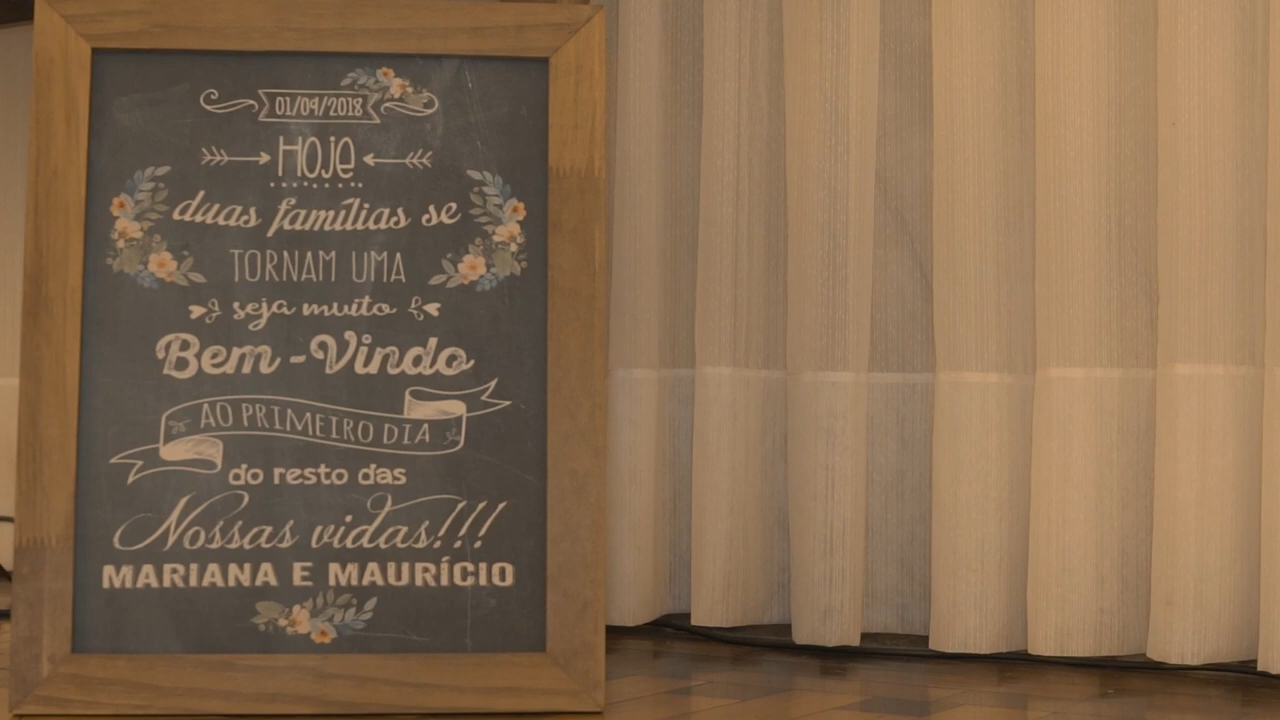 01/09/2018
Hoje
duas famílias se
TORNAM UMA
seja muito
Bem-Vindo
AO PRIMEIRO DIA
do resto das
Nossas vidas!!!
MARIANA E MAURÍCIO